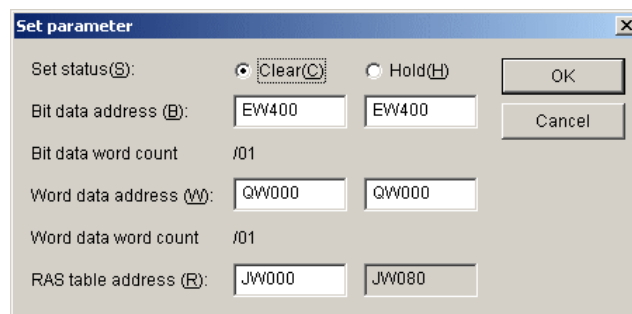 Set parameter
Set status(S): Clear(C) Hold(H) OK
Bit data address (B): EW400 EW400 Cancel
Bit data word count /01
Word data address (W): QW000 QW000
Word data word count /01
RAS table address (R): JW000 JW080